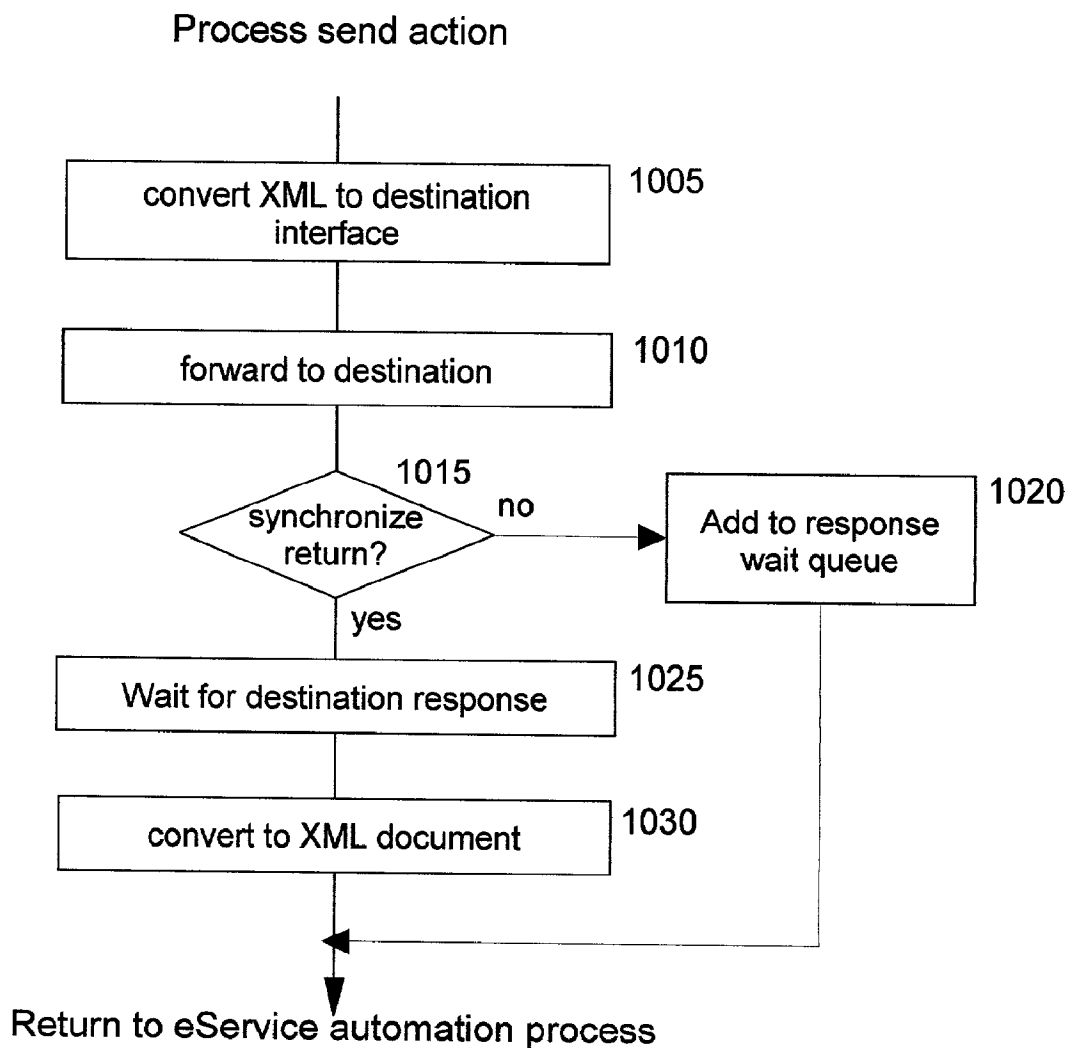 Process send action
convert XML to destination
interface
1005
forward to destination
1010
1015
synchronize
return?
no
Add to response
wait queue
1020
yes
Wait for destination response
1025
convert to XML document
1030
Return to eService automation process